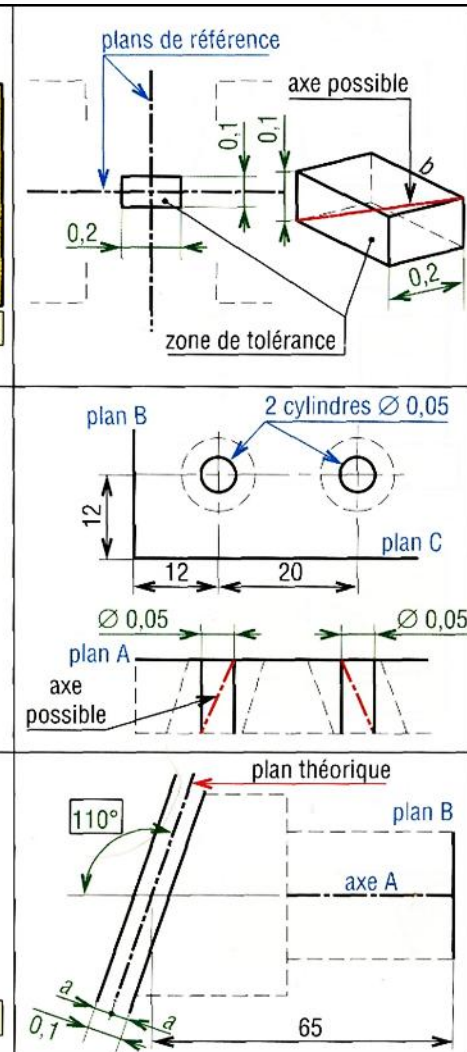 plans de référence
axe possible
0,1
0,1
b
0,2
0,2
zone de tolérance
plan B
2 cylindres Ø 0,05
12
plan C
12
20
Ø 0,05
Ø 0,05
plan A
axe
possible
plan théorique
110°
plan B
axe A
a
a
0,1
65